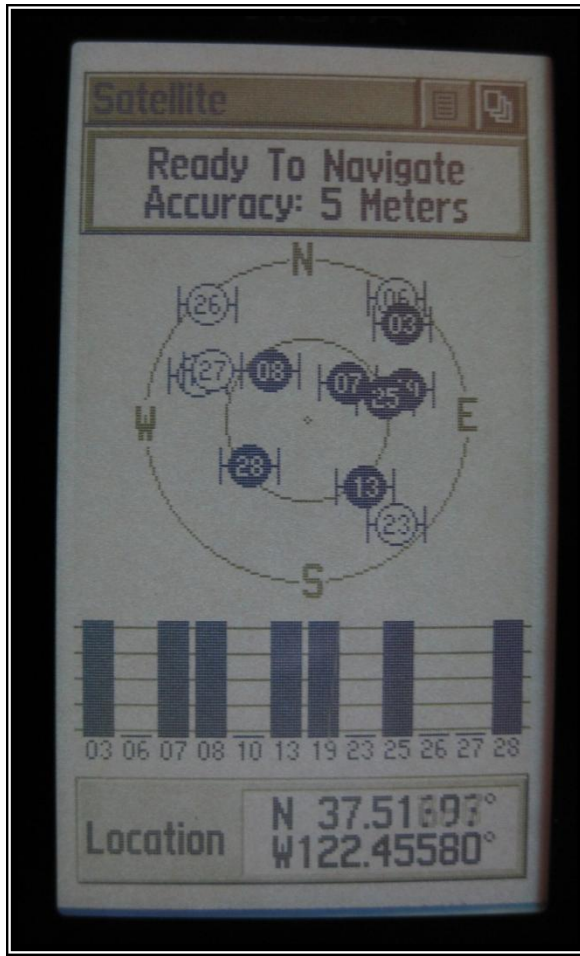 Satellite
Ready To Navigate
Accuracy: 5 Meters
N
26
06
03
27
08
07
25
W
E
28
13
23
S
03 06 07 08 10 13 19 23 25 26 27 28
Location
W122.45580°